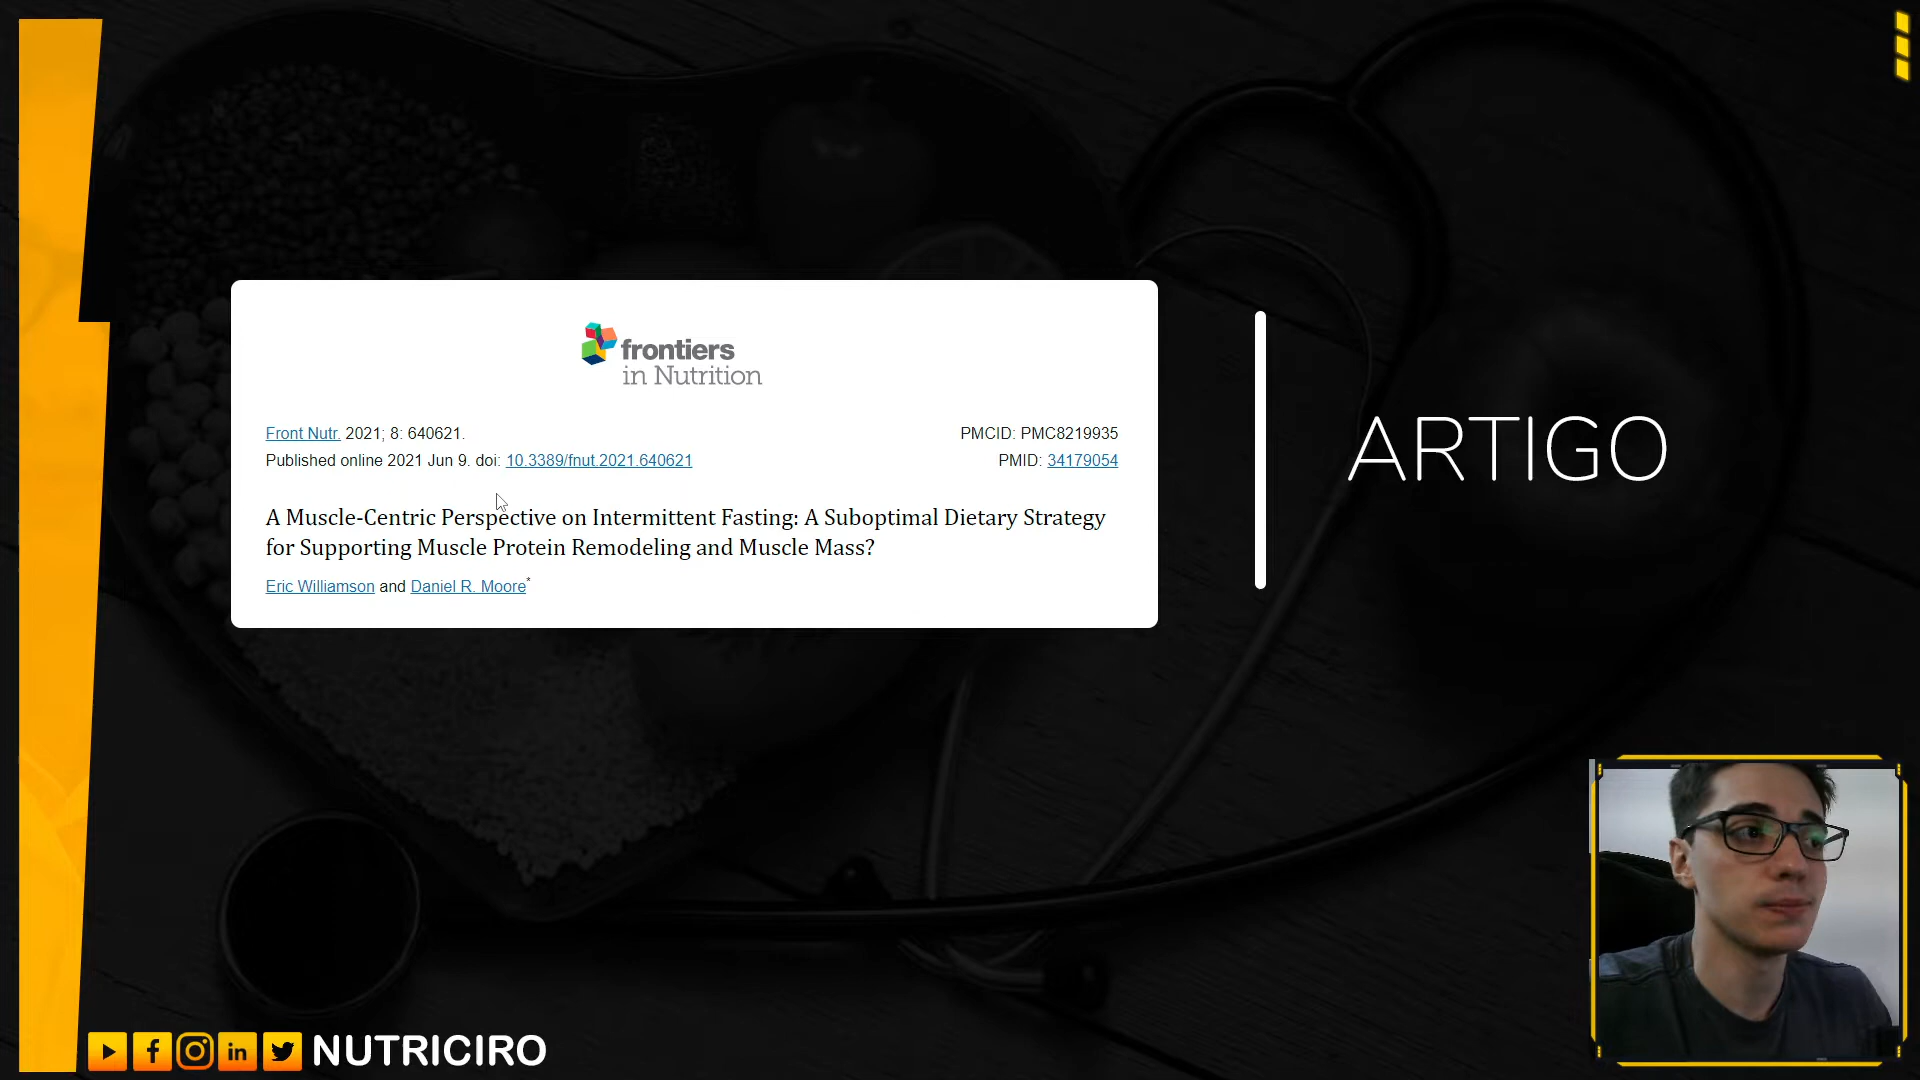 frontiers
in Nutrition
Front Nutr. 2021; 8: 640621.
PMCID: PMC8219935
Published online 2021 Jun 9. doi: 10.3389/fnut.2021.640621
PMID: 34179054
A Muscle-Centric Perspective on Intermittent Fasting: A Suboptimal Dietary Strategy
for Supporting Muscle Protein Remodeling and Muscle Mass?
Eric Williamson and Daniel R. Moore*
ARTIGO
NUTRICIRO